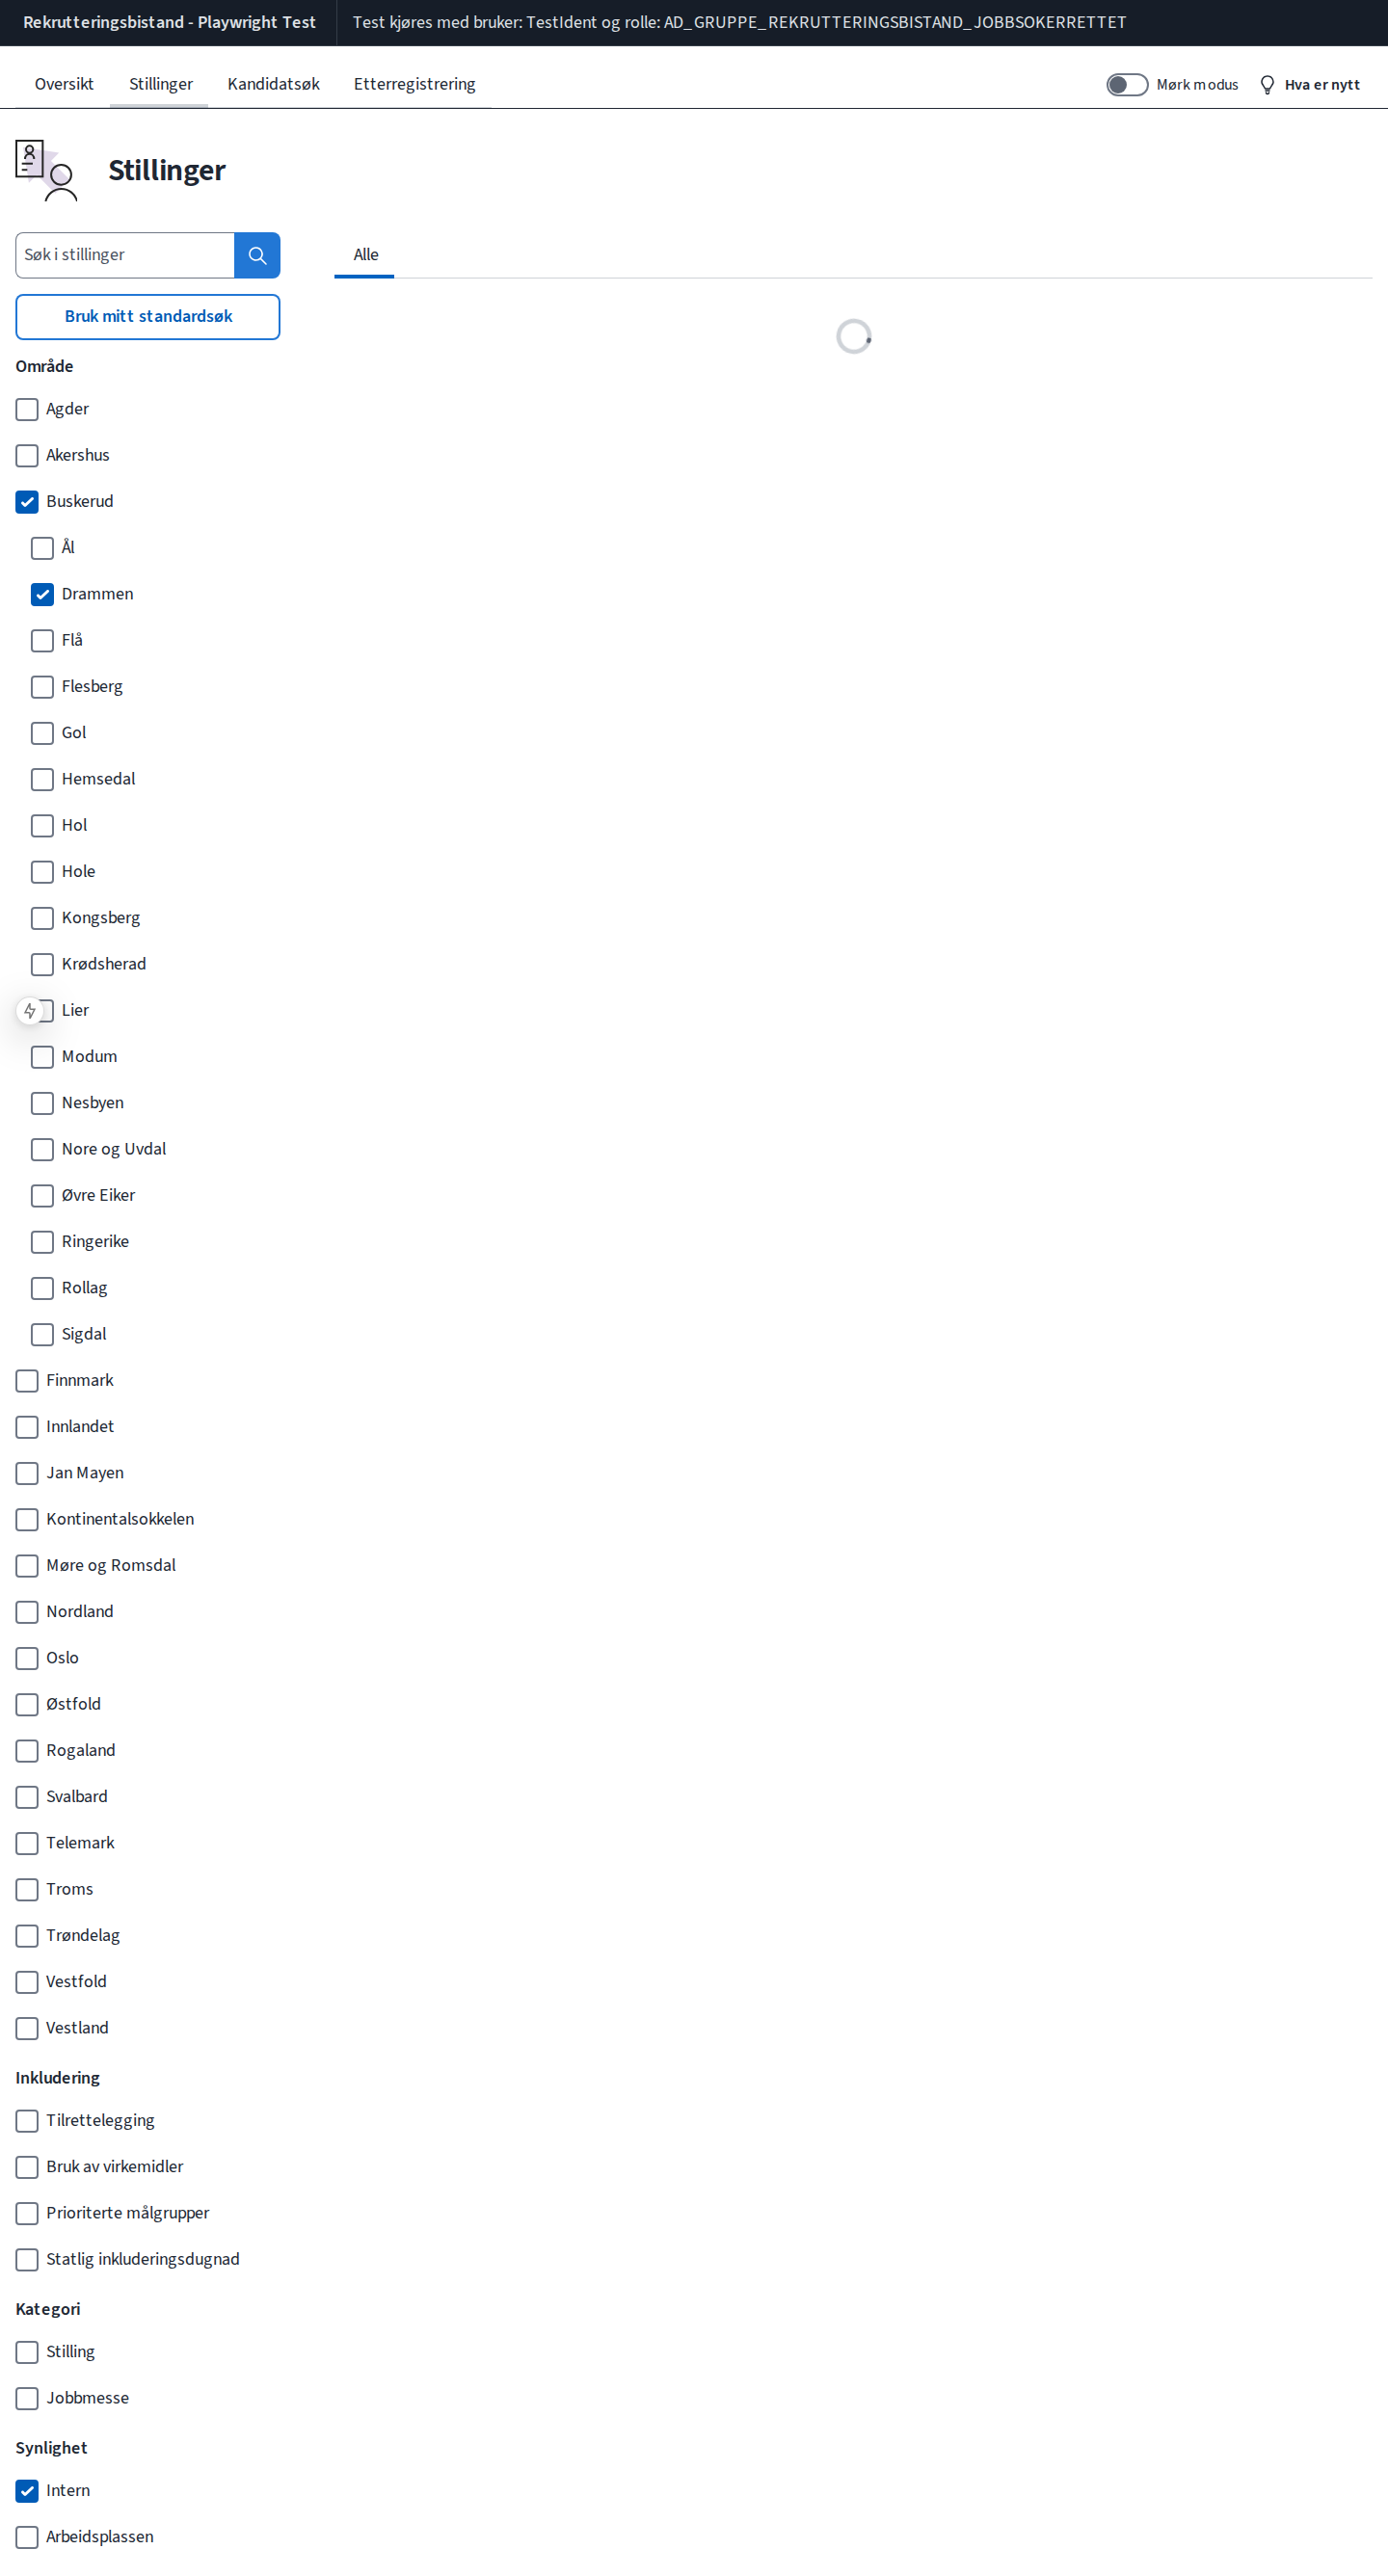 Rekrutteringsbistand - Playwright Test
Test kjøres med bruker: TestIdent og rolle: AD_GRUPPE_REKRUTTERINGSBISTAND_JOBBSOKERRETTET
Oversikt
Stillinger
Kandidatsøk
Etterregistrering
Mørk modus
Hva er nytt
Stillinger
Søk i stillinger
Alle
Bruk mitt standardsøk
Område
Agder
Akershus
Buskerud
Ål
Drammen
Flå
Flesberg
Gol
Hemsedal
Hol
Hole
Kongsberg
Krødsherad
Lier
Modum
Nesbyen
Nore og Uvdal
Øvre Eiker
Ringerike
Rollag
Sigdal
Finnmark
Innlandet
Jan Mayen
Kontinentalsokkelen
Møre og Romsdal
Nordland
Oslo
Østfold
Rogaland
Svalbard
Telemark
Troms
Trøndelag
Vestfold
Vestland
Inkludering
Tilrettelegging
Bruk av virkemidler
Prioriterte målgrupper
Statlig inkluderingsdugnad
Kategori
Stilling
Jobbmesse
Synlighet
Intern
Arbeidsplassen